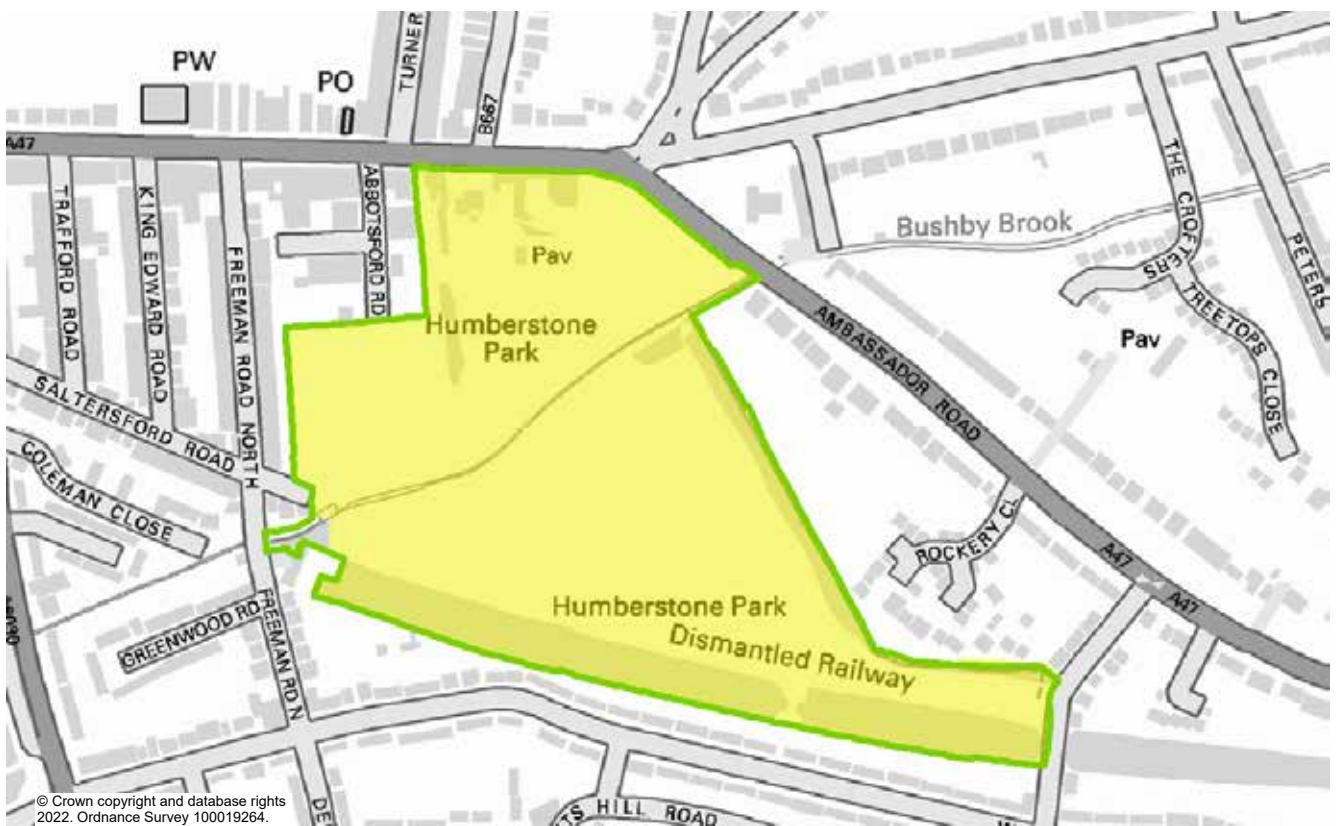 PW
PO
TURNER
B667
A47
TRAFFORD ROAD
KING EDWARD ROAD
FREEMAN ROAD NORTH
ABBOTSFORD RD
Pav
Humberstone
Park
Bushby Brook
THE CROFTERS
TREETOPS CLOSE
PETERS
Pav
AMBASSADOR ROAD
SALTERSFORD ROAD
COLEMAN CLOSE
GREENWOOD RD
FREEMAN RD N
ROCKERY CL
A47
A47
Humberstone Park
Dismantled Railway
HILL ROAD
© Crown copyright and database rights
2022. Ordnance Survey 100019264.